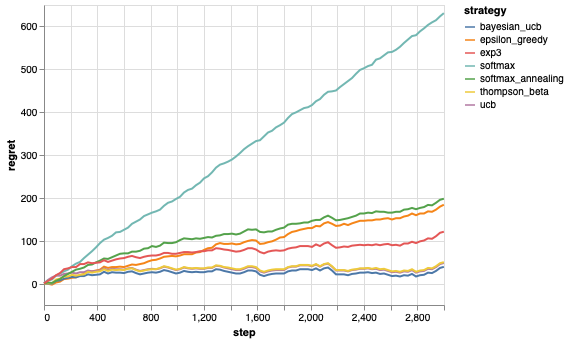 strategy
bayesian_ucb
epsilon_greedy
exp3
softmax
softmax_annealing
thompson_beta
ucb
regret
600
500
400
300
200
100
0
0 400 800 1,200 1,600 2,000 2,400 2,800
step